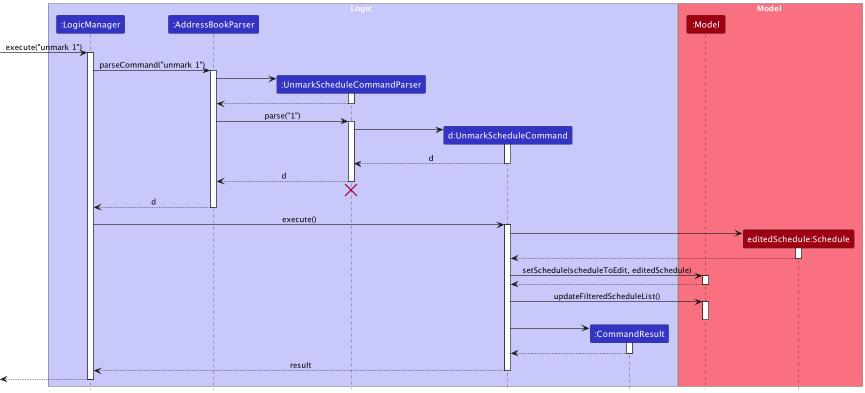 Logic
Model
:LogicManager
:AddressBookParser
:Model
execute("unmark 1")
parseCommand("unmark 1")
:UnmarkScheduleCommandParser
parse("1")
d:UnmarkScheduleCommand
d
d
d
execute()
editedSchedule:Schedule
setSchedule(scheduleToEdit, editedSchedule)
updateFilteredScheduleList()
:CommandResult
result